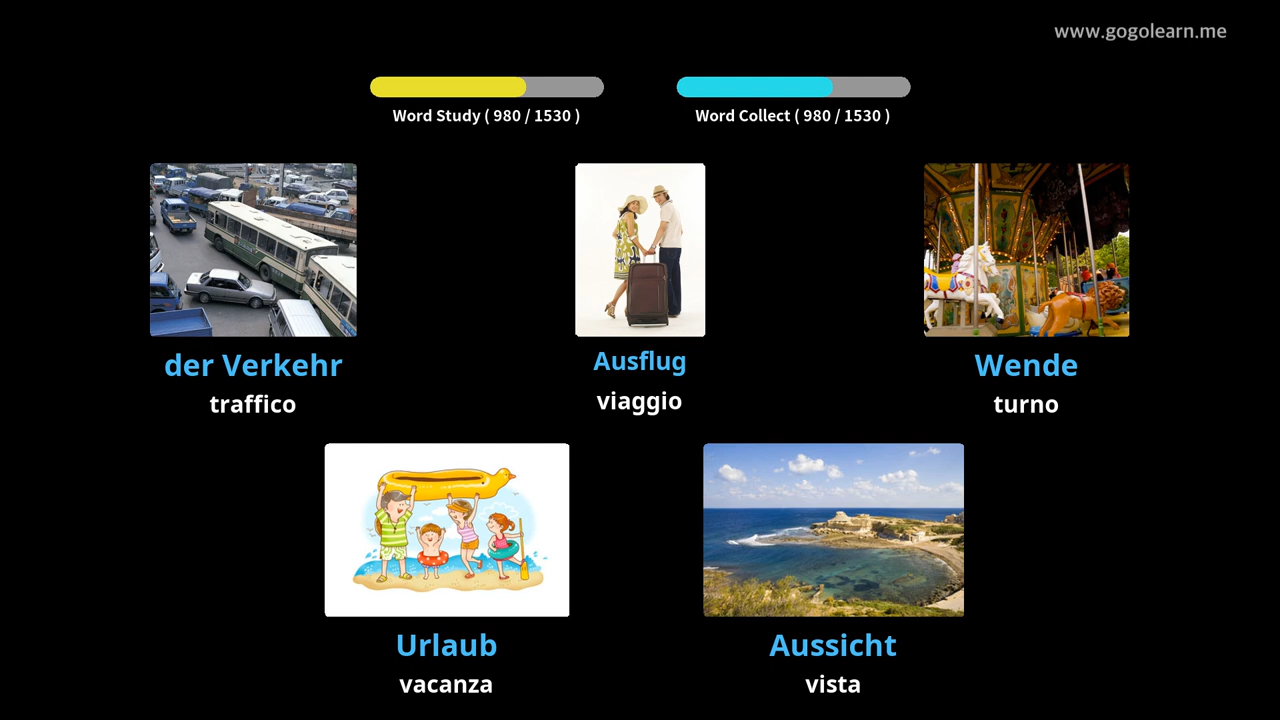 www.gogolearn.me
Word Study ( 980 / 1530 )
Word Collect ( 980 / 1530 )
der Verkehr
traffico
Ausflug
viaggio
Wende
turno
Urlaub
vacanza
Aussicht
vista